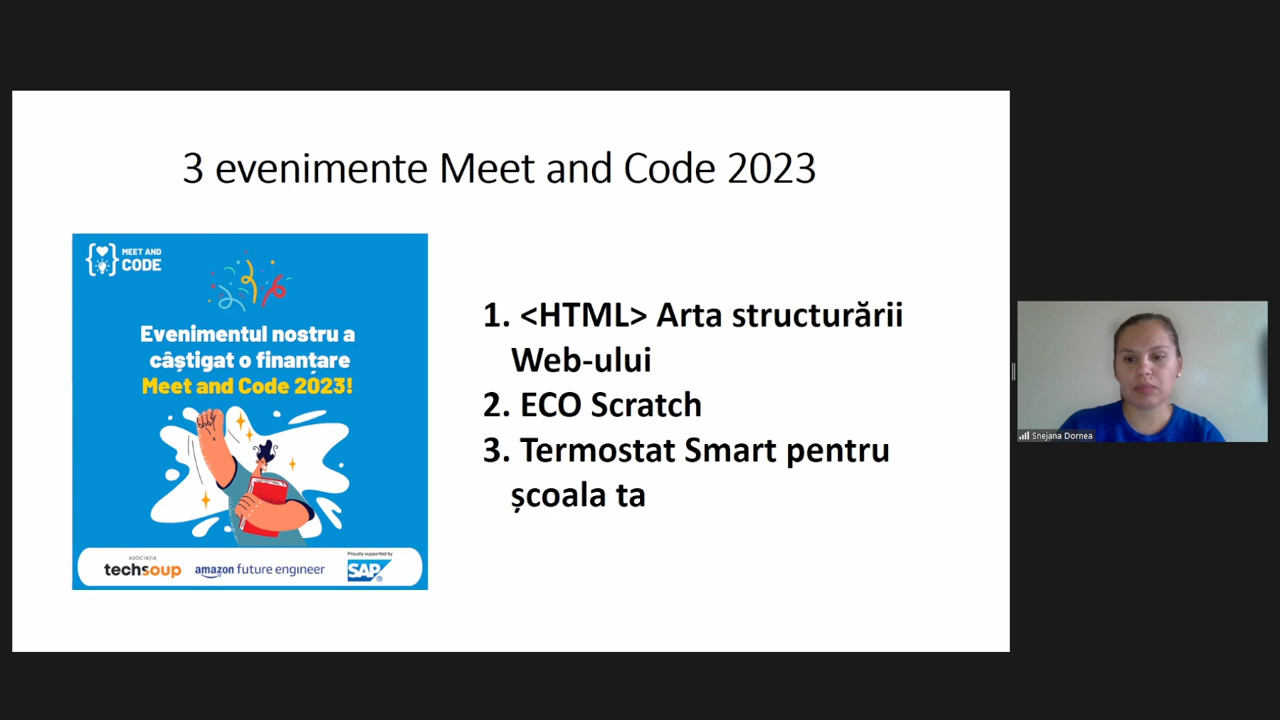 3 evenimente Meet and Code 2023
MEET AND
CODE
Evenimentul nostru a
câștigat o finanțare
Meet and Code 2023!
ASOCIAȚIA
techsoup
amazon future engineer
Proudly supported by
SAP
1. <HTML> Arta structurării
Web-ului
2. ECO Scratch
3. Termostat Smart pentru
școala ta
Snejana Dornea